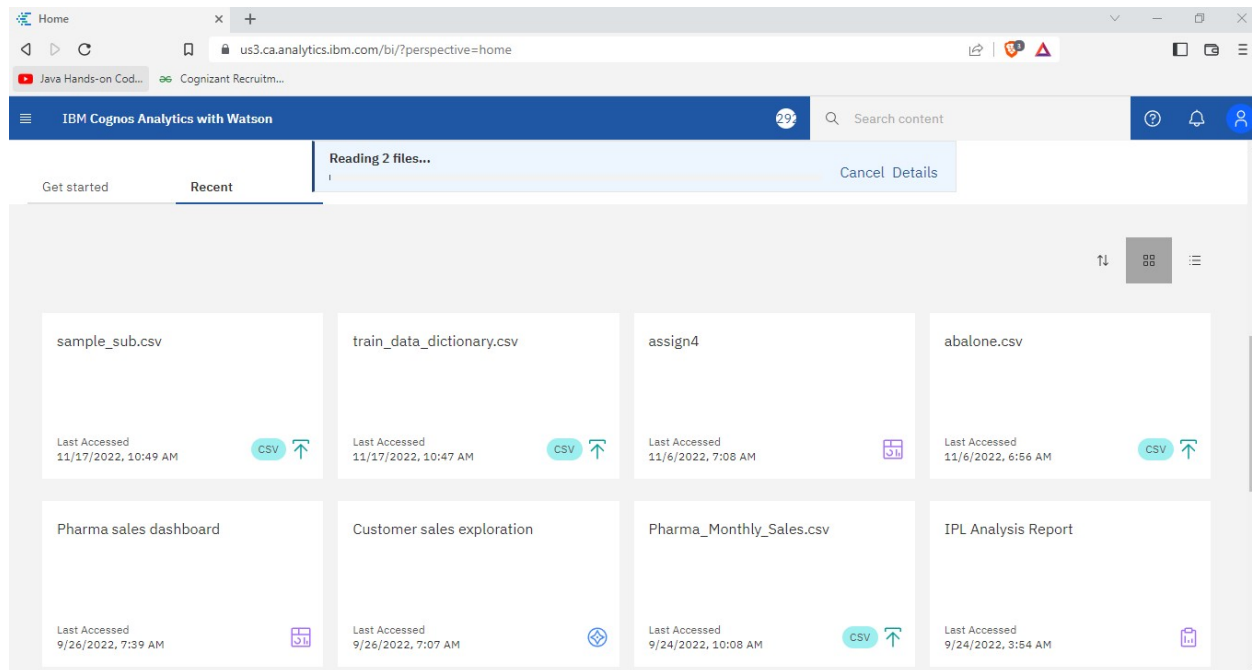 Home
us3.ca.analytics.ibm.com/bi/?perspective=home
Java Hands-on Cod...
Cognizant Recruitm...
IBM Cognos Analytics with Watson
292
Search content
Reading 2 files...
Cancel Details
Get started
Recent
sample_sub.csv
Last Accessed
11/17/2022, 10:49 AM
CSV
train_data_dictionary.csv
Last Accessed
11/17/2022, 10:47 AM
CSV
assign4
Last Accessed
11/6/2022, 7:08 AM
abalone.csv
Last Accessed
11/6/2022, 6:56 AM
CSV
Pharma sales dashboard
Last Accessed
9/26/2022, 7:39 AM
Customer sales exploration
Last Accessed
9/26/2022, 7:07 AM
Pharma_Monthly_Sales.csv
Last Accessed
9/24/2022, 10:08 AM
CSV
IPL Analysis Report
Last Accessed
9/24/2022, 3:54 AM